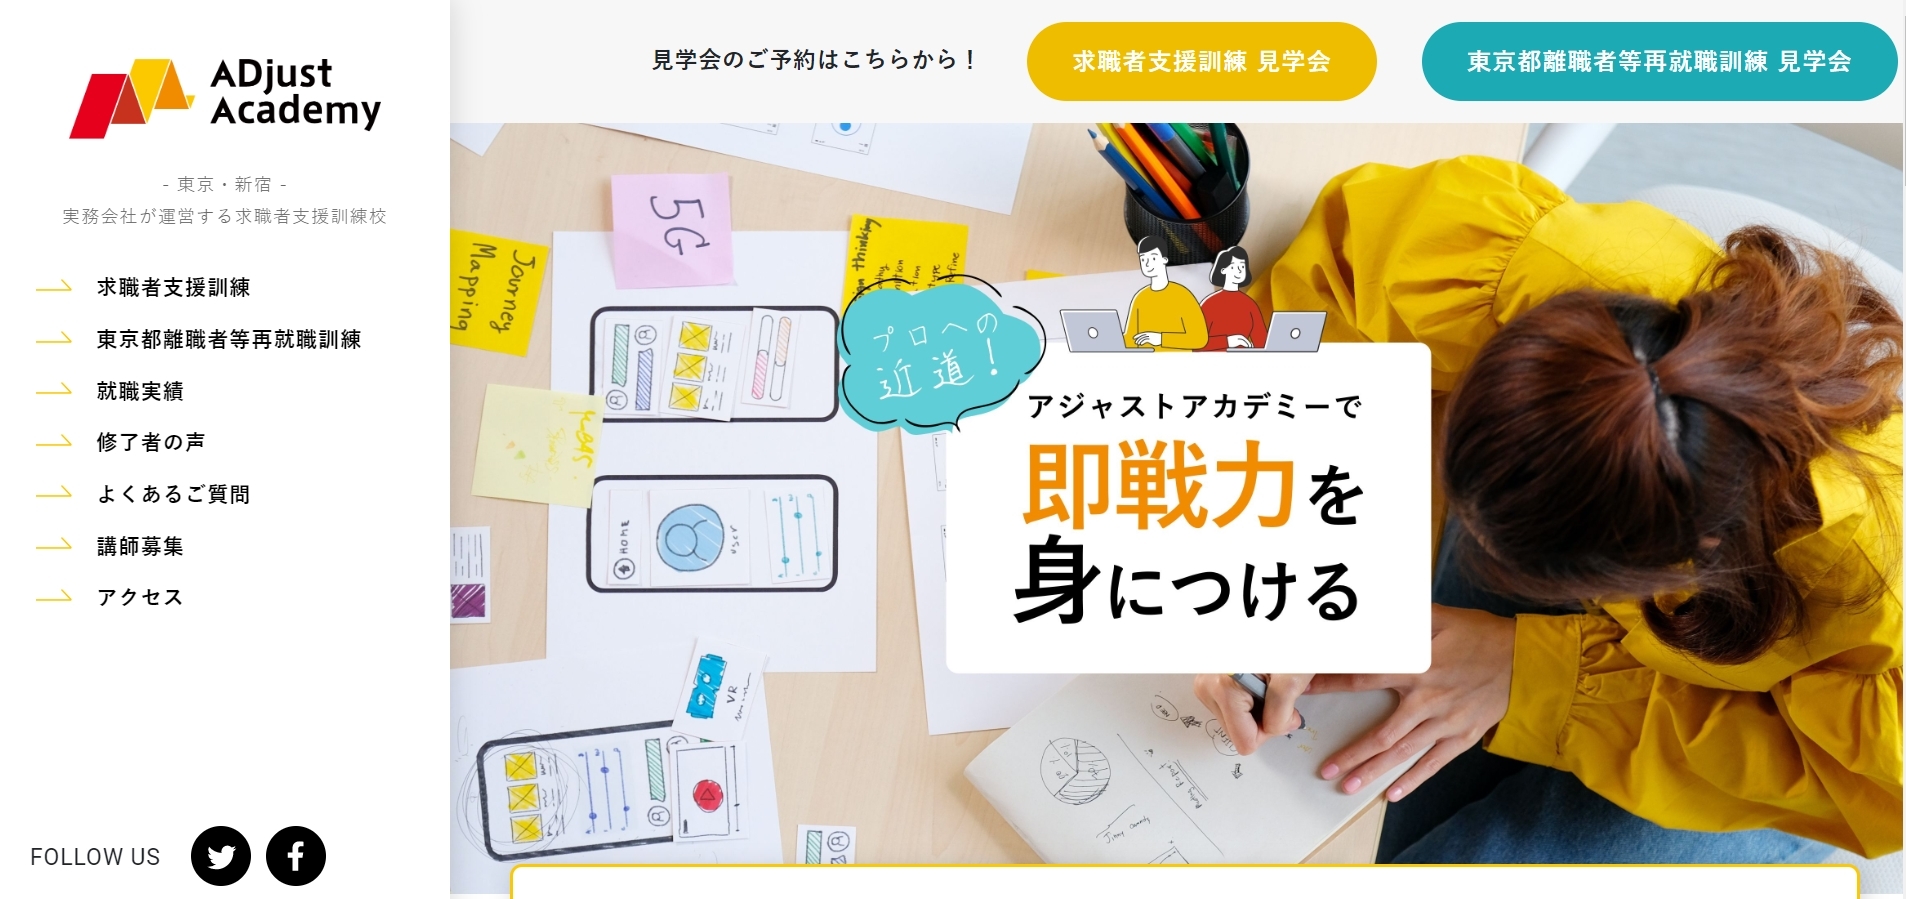 ADjust
Academy
- 東京・新宿 -
実務会社が運営する求職者支援訓練校
求職者支援訓練
東京都離職者等再就職訓練
就職実績
修了者の声
よくあるご質問
講師募集
アクセス
FOLLOW US
見学会のご予約はこちらから！
求職者支援訓練 見学会
東京都離職者等再就職訓練 見学会
5G
Journey
Mapping
thinking
プロへの
近道！
アジャストアカデミーで
即戦力を
身につける
HOME
user
VR